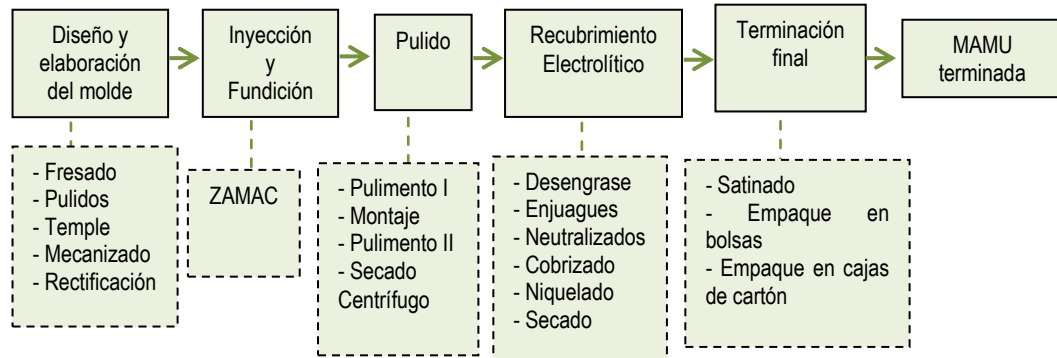 Diseño y
elaboración
del molde
Inyección
y
Fundición
Pulido
Recubrimiento
Electrolítico
Terminación
final
MAMU
terminada
- Fresado
- Pulidos
- Temple
- Mecanizado
- Rectificación
ZAMAC
- Pulimento I
- Montaje
- Pulimento II
- Secado
Centrífugo
- Desengrase
- Enjuagues
- Neutralizados
- Cobrizado
- Niquelado
- Secado
- Satinado
- Empaque en
bolsas
- Empaque en cajas
de cartón